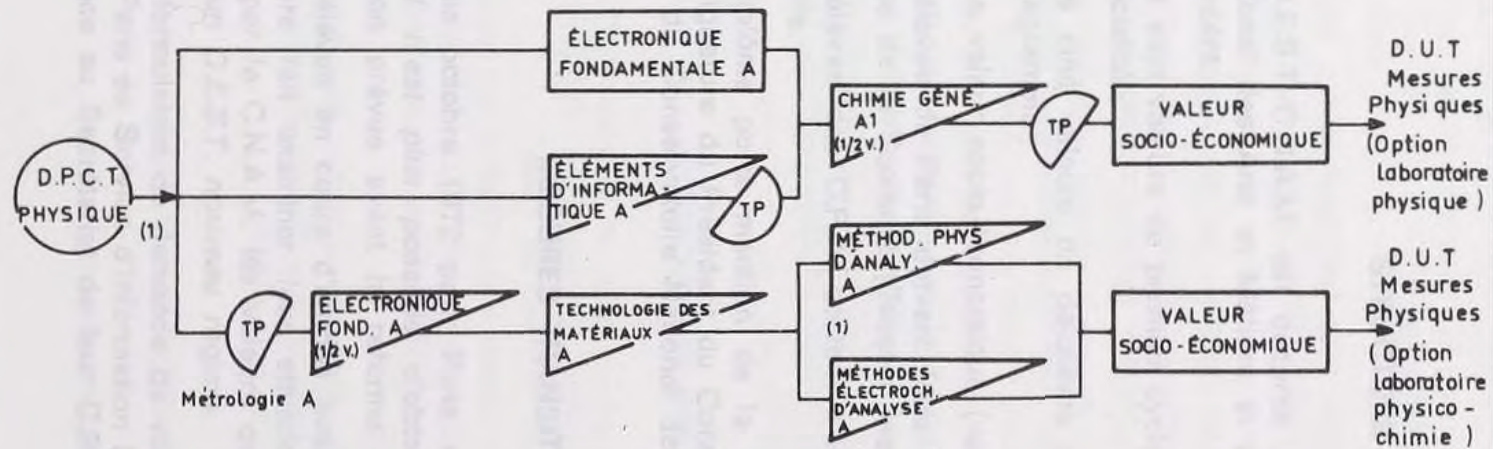 D.P.C.T
PHYSIQUE
(1)
ÉLECTRONIQUE
FONDAMENTALE A
ÉLÉMENTS
D'INFORMA-
TIQUE A
TP
CHIMIE GÉNÉ.
A1
(1/2 V.)
TP
VALEUR
SOCIO-ÉCONOMIQUE
D.U.T
Mesures
Physiques
(Option
laboratoire
physique)
TP
Métrologie A
ELECTRONIQUE
FOND. A
(1/2 V.)
TECHNOLOGIE DES
MATÉRIAUX
A
MÉTHOD. PHYS
D'ANALY.
A
(1)
MÉTHODES
ÉLECTROCH.
D'ANALYSE
A
VALEUR
SOCIO-ÉCONOMIQUE
D.U.T
Mesures
Physiques
(Option
laboratoire
physico-
chimie)